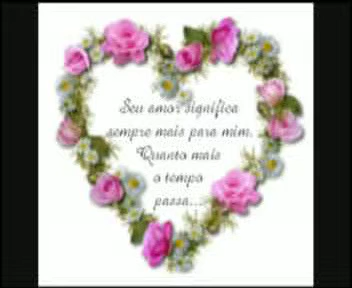 Seu amor significa
sempre mais para mim.
Quanto mais
o tempo
passa...